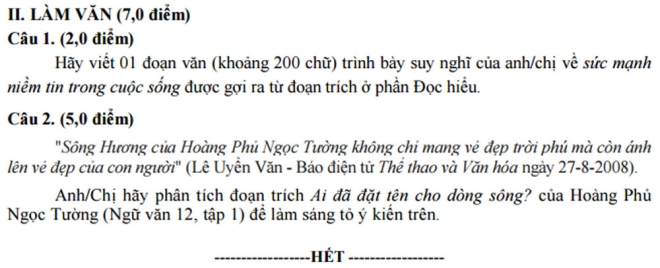 II. LÀM VĂN (7,0 điểm)
Câu 1. (2,0 điểm)
Hãy viết 01 đoạn văn (khoảng 200 chữ) trình bày suy nghĩ của anh/chị về sức mạnh
niềm tin trong cuộc sống được gợi ra từ đoạn trích ở phần Đọc hiểu.
Câu 2. (5,0 điểm)
"Sông Hương của Hoàng Phủ Ngọc Tường không chỉ mang vẻ đẹp trời phú mà còn ánh
lên vẻ đẹp của con người" (Lê Uyển Văn - Báo điện tử Thể thao và Văn hóa ngày 27-8-2008).
Anh/Chị hãy phân tích đoạn trích Ai đã đặt tên cho dòng sông? của Hoàng Phủ
Ngọc Tường (Ngữ văn 12, tập 1) để làm sáng tỏ ý kiến trên.
-------------------HẾT -------------------